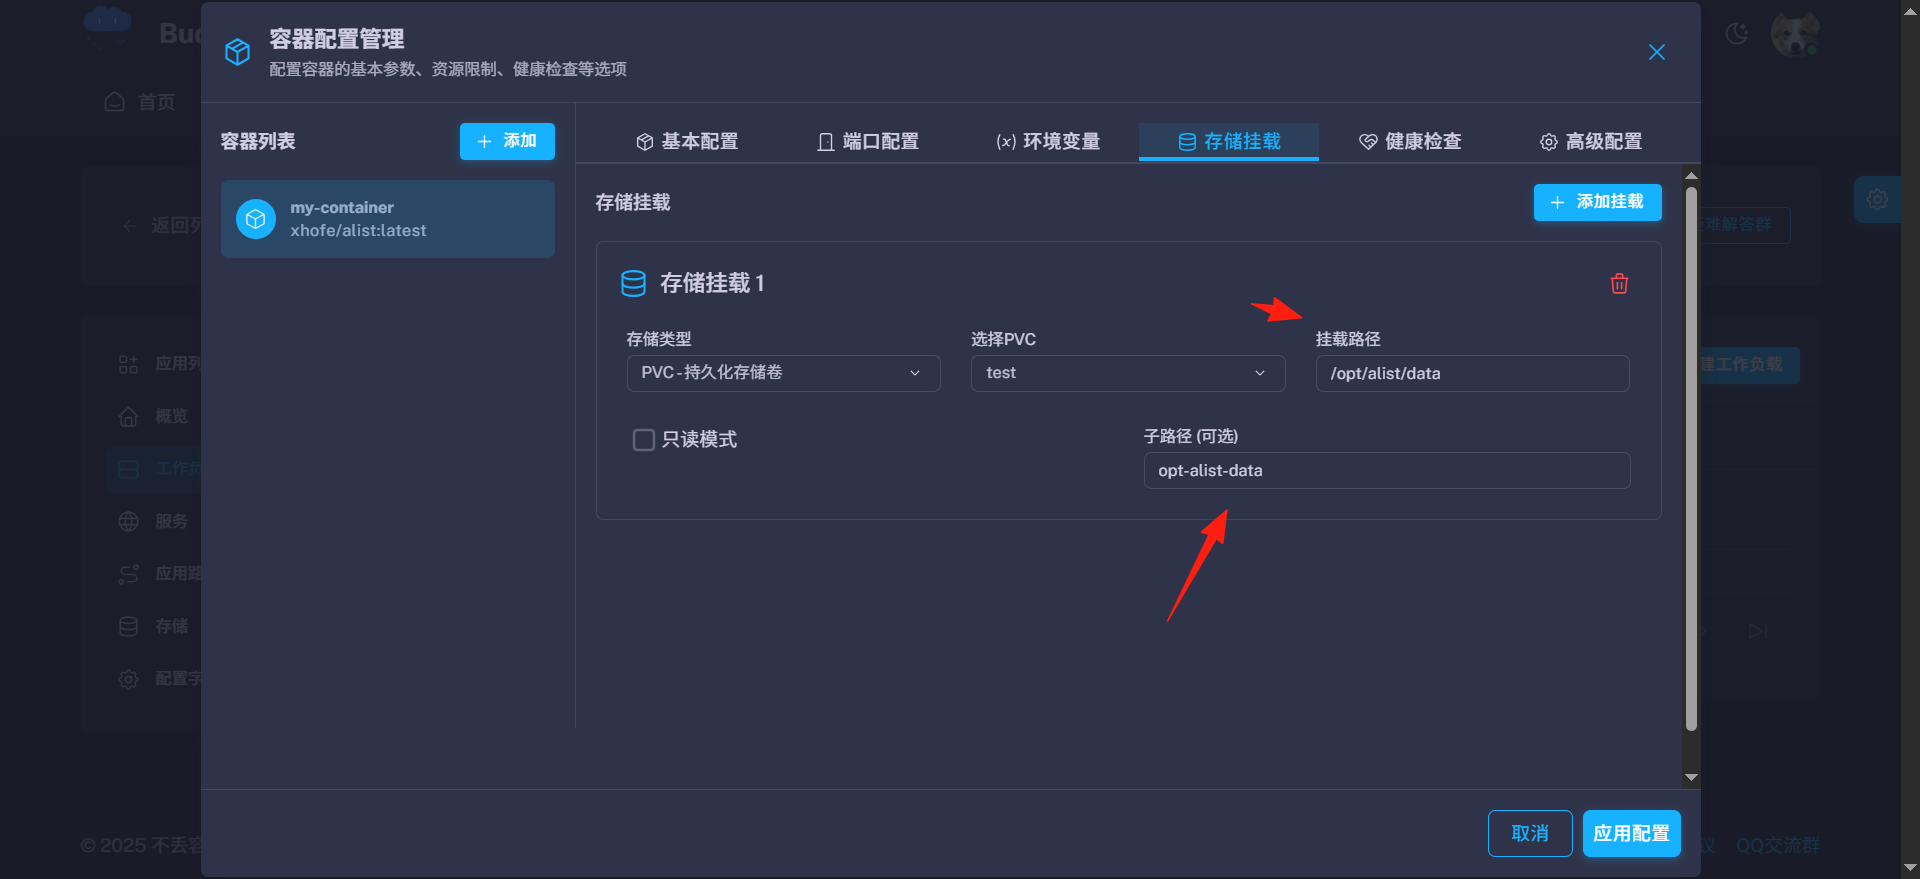 Bu
容器配置管理
配置容器的基本参数、资源限制、健康检查等选项
首页
容器列表
添加
基本配置
端口配置
(x) 环境变量
存储挂载
健康检查
高级配置
my-container
xhofe/alist:latest
存储挂载
添加挂载
返回列
难解答群
存储挂载 1
存储类型
选择PVC
挂载路径
PVC - 持久化存储卷
test
/opt/alist/data
应用列
建工作负载
概览
只读模式
子路径 (可选)
opt-alist-data
工作负
服务
应用路
存储
配置字
取消
应用配置
© 2025 不丢容
议
QQ交流群